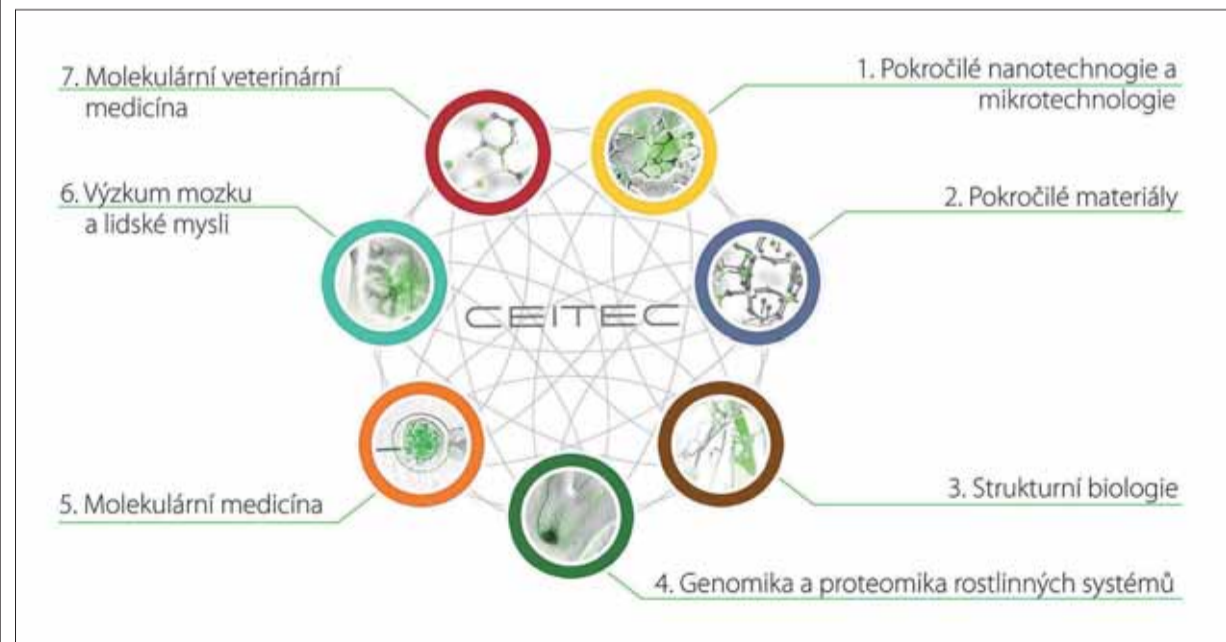 7. Molekulární veterinární
medicína
1. Pokročilé nanotechnogie a
mikrotechnologie
6. Výzkum mozku
a lidské mysli
2. Pokročilé materiály
CEITEC
5. Molekulární medicína
3. Strukturní biologie
4. Genomika a proteomika rostlinných systémů